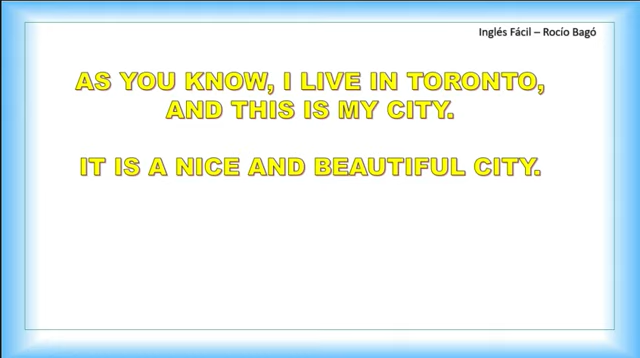 Inglés Fácil – Rocío Bagó
AS YOU KNOW, I LIVE IN TORONTO,
AND THIS IS MY CITY.
IT IS A NICE AND BEAUTIFUL CITY.